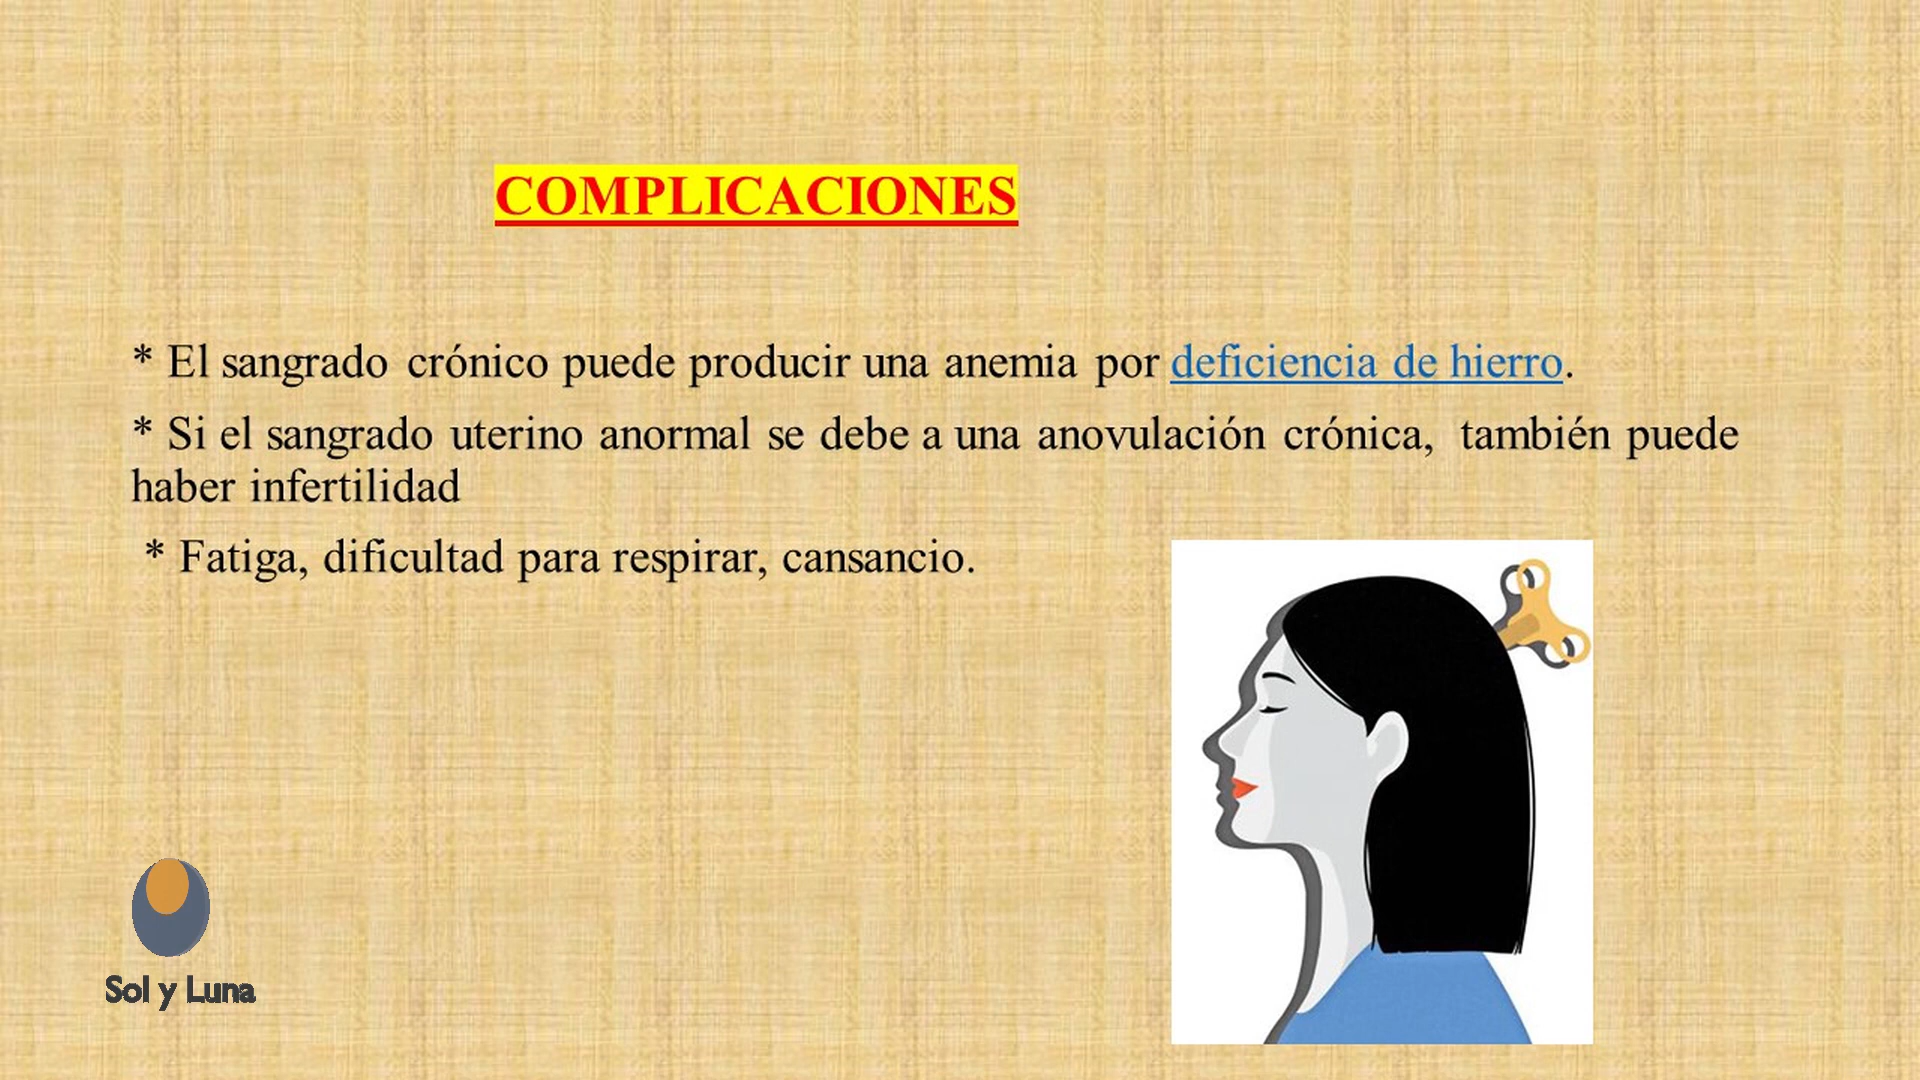 COMPLICACIONES
* El sangrado crónico puede producir una anemia por deficiencia de hierro.
* Si el sangrado uterino anormal se debe a una anovulación crónica, también puede
haber infertilidad
* Fatiga, dificultad para respirar, cansancio.
Sol y Luna